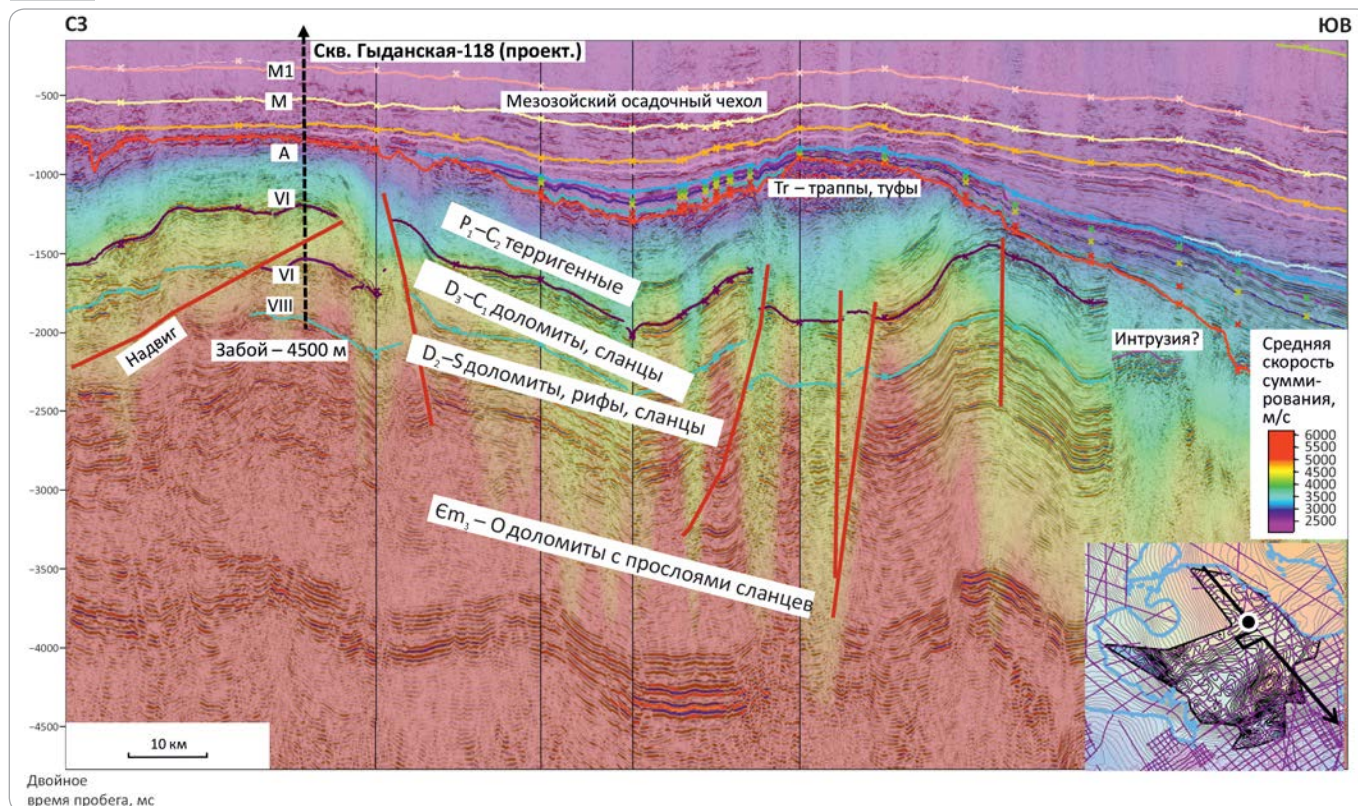 СЗ
ЮВ
Скв. Гыданская-118 (проект.)
М1
−500
М
Мезозойский осадочный чехол
А
−1000
Tr – траппы, туфы
VI
P₁–C₂ терригенные
−1500
VI
D₃–C₁ доломиты, сланцы
VIII
−2000
Надвиг
Забой – 4500 м
Интрузия?
D₂–S доломиты, рифы, сланцы
Средняя
скорость
сумми-
рования,
м/с
−2500
6000
5500
5000
4500
4000
3500
3000
2500
−3000
Єm₃ – О доломиты с прослоями сланцев
−3500
−4000
−4500
10 км
Двойное
время пробега, мс